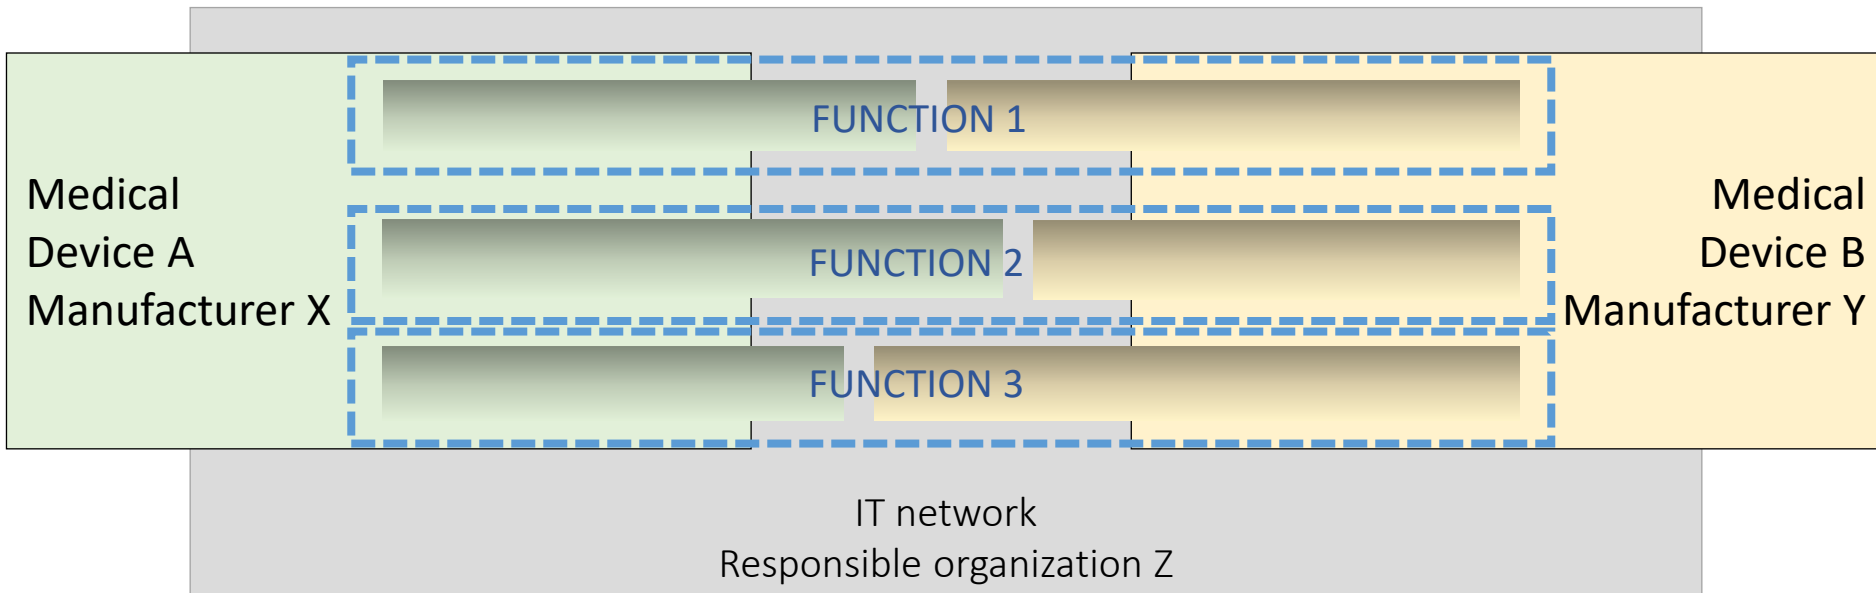 Medical
Device A
Manufacturer X
FUNCTION 1
FUNCTION 2
FUNCTION 3
Medical
Device B
Manufacturer Y
IT network
Responsible organization Z